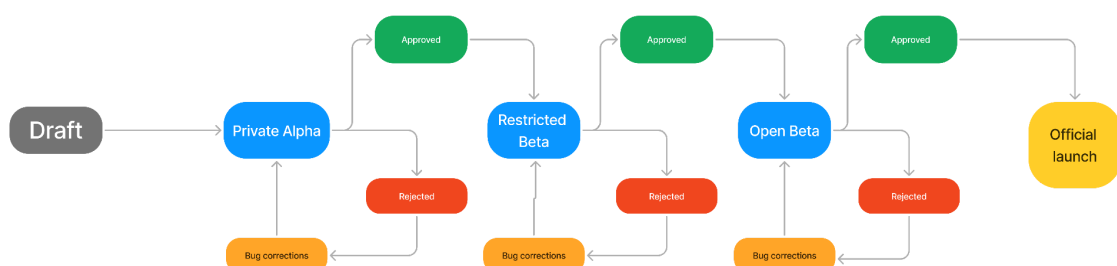 Approved
Approved
Approved
Draft
Private Alpha
Restricted
Beta
Open Beta
Official
launch
Rejected
Rejected
Rejected
Bug corrections
Bug corrections
Bug corrections